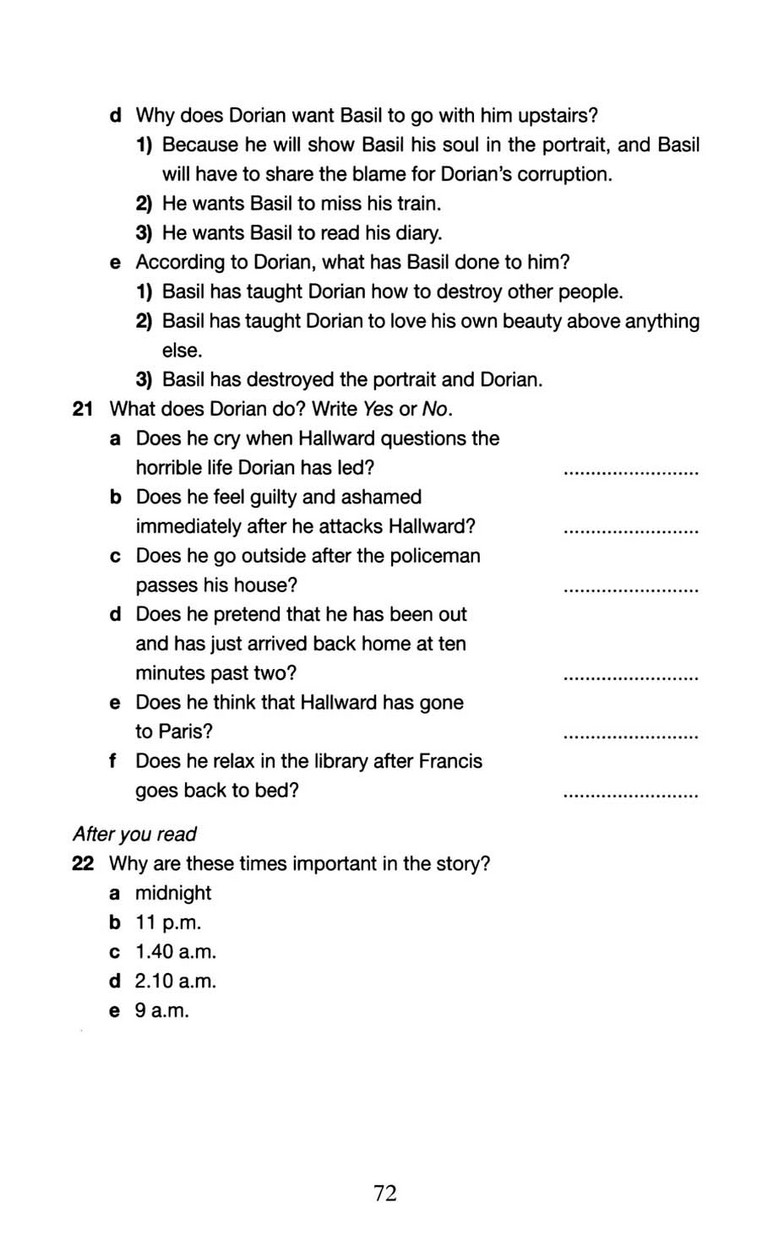 d Why does Dorian want Basil to go with him upstairs?
1) Because he will show Basil his soul in the portrait, and Basil
will have to share the blame for Dorian's corruption.
2) He wants Basil to miss his train.
3) He wants Basil to read his diary.
e According to Dorian, what has Basil done to him?
1) Basil has taught Dorian how to destroy other people.
2) Basil has taught Dorian to love his own beauty above anything
else.
3) Basil has destroyed the portrait and Dorian.
21 What does Dorian do? Write Yes or No.
a Does he cry when Hallward questions the
horrible life Dorian has led? .........................
b Does he feel guilty and ashamed
immediately after he attacks Hallward? .........................
c Does he go outside after the policeman
passes his house? .........................
d Does he pretend that he has been out
and has just arrived back home at ten
minutes past two? .........................
e Does he think that Hallward has gone
to Paris? .........................
f Does he relax in the library after Francis
goes back to bed? .........................
After you read
22 Why are these times important in the story?
a midnight
b 11 p.m.
c 1.40 a.m.
d 2.10 a.m.
e 9 a.m.
72